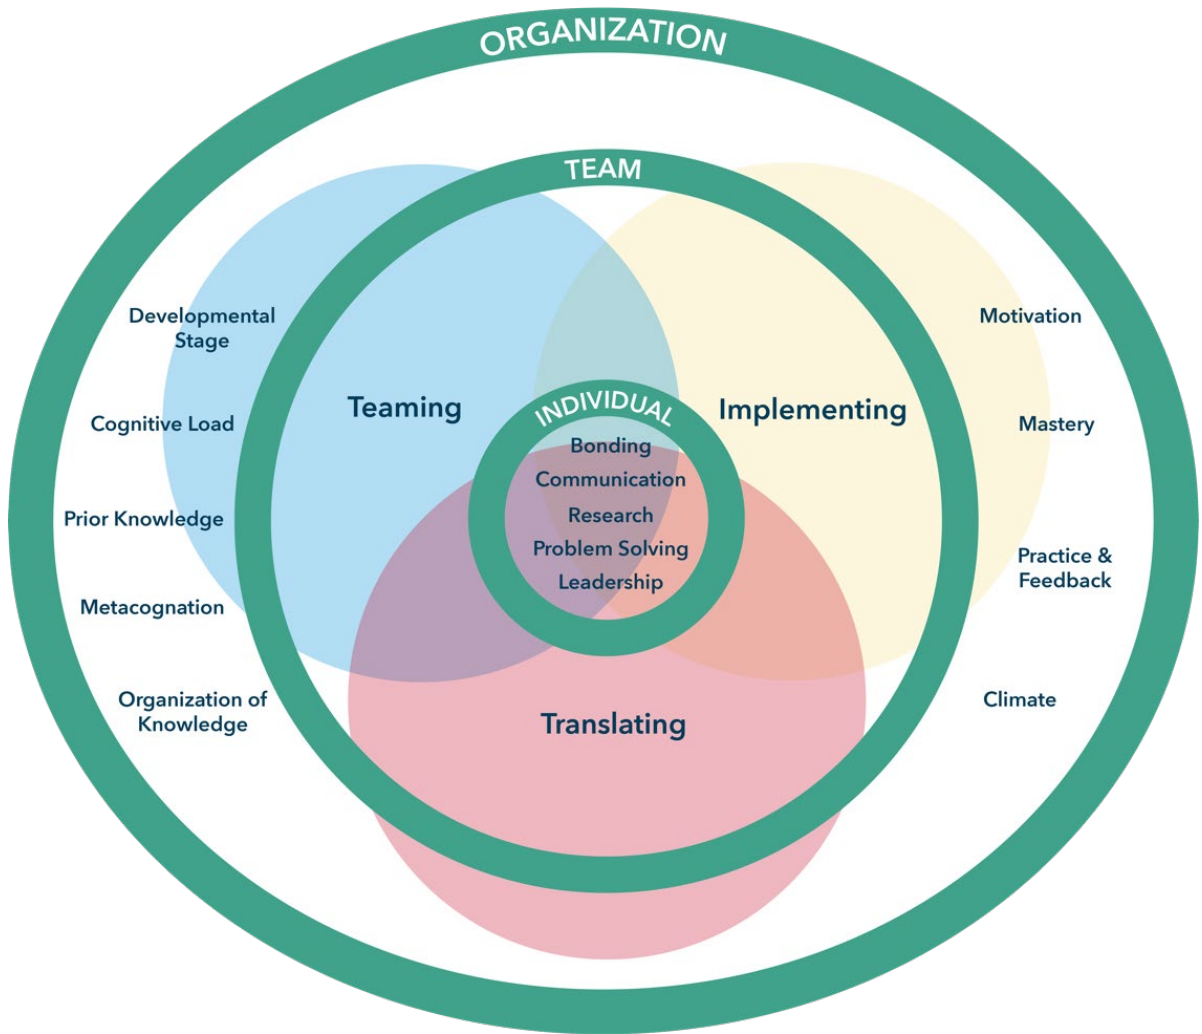 ORGANIZATION
TEAM
Developmental
Stage
Cognitive Load
Prior Knowledge
Metacognation
Organization of
Knowledge
Teaming
INDIVIDUAL
Bonding
Communication
Research
Problem Solving
Leadership
Implementing
Translating
Motivation
Mastery
Practice &
Feedback
Climate